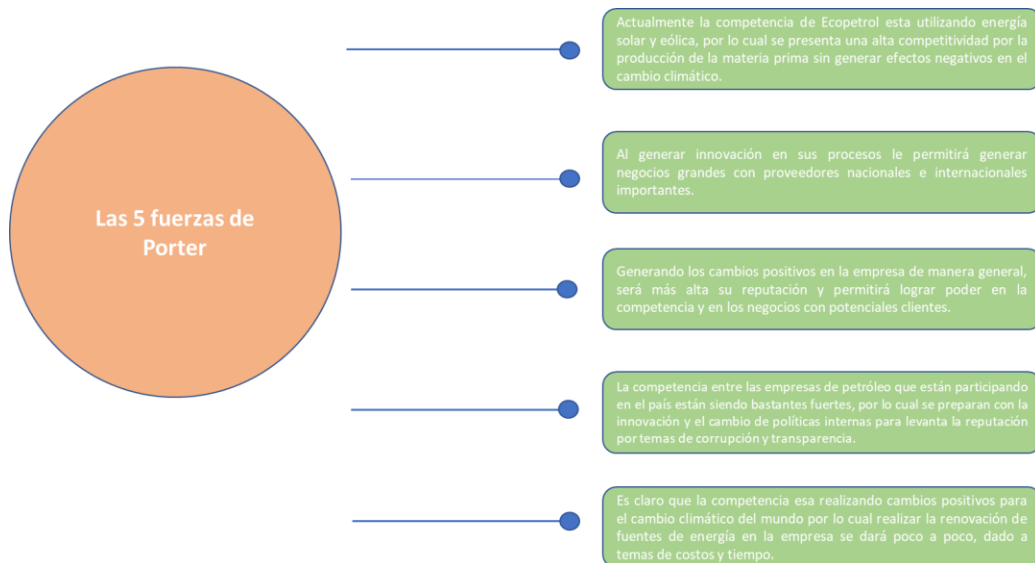 Las 5 fuerzas de
Porter
Actualmente la competencia de Ecopetrol esta utilizando energía
solar y eólica, por lo cual se presenta una alta competitividad por la
producción de la materia prima sin generar efectos negativos en el
cambio climático.
Al generar innovación en sus procesos le permitirá generar
negocios grandes con proveedores nacionales e internacionales
importantes.
Generando los cambios positivos en la empresa de manera general,
será más alta su reputación y permitirá lograr poder en la
competencia y en los negocios con potenciales clientes.
La competencia entre las empresas de petróleo que están participando
en el país están siendo bastantes fuertes, por lo cual se preparan con la
innovación y el cambio de políticas internas para levanta la reputación
por temas de corrupción y transparencia.
Es claro que la competencia esa realizando cambios positivos para
el cambio climático del mundo por lo cual realizar la renovación de
fuentes de energía en la empresa se dará poco a poco, dado a
temas de costos y tiempo.